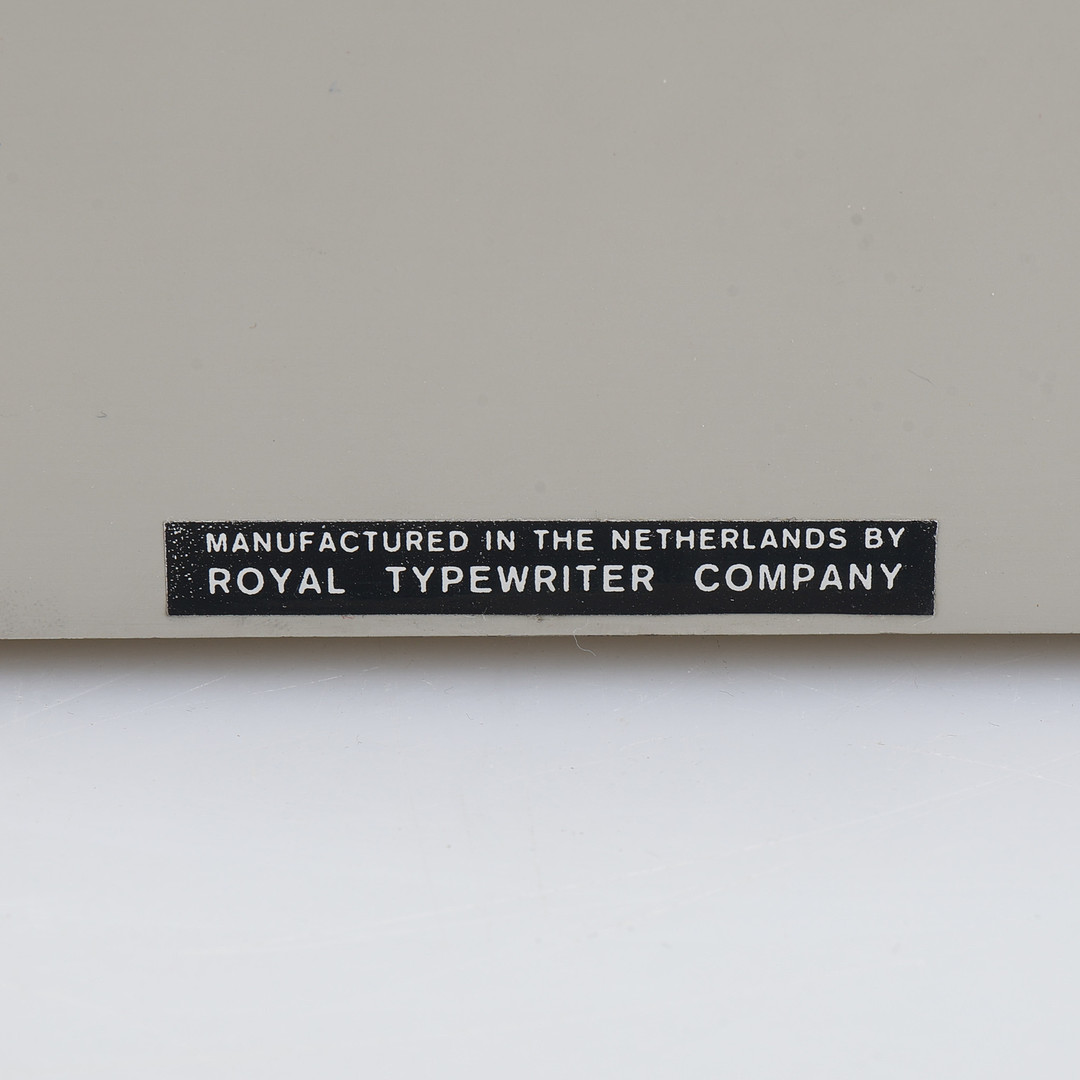 MANUFACTURED IN THE NETHERLANDS BY
ROYAL TYPEWRITER COMPANY